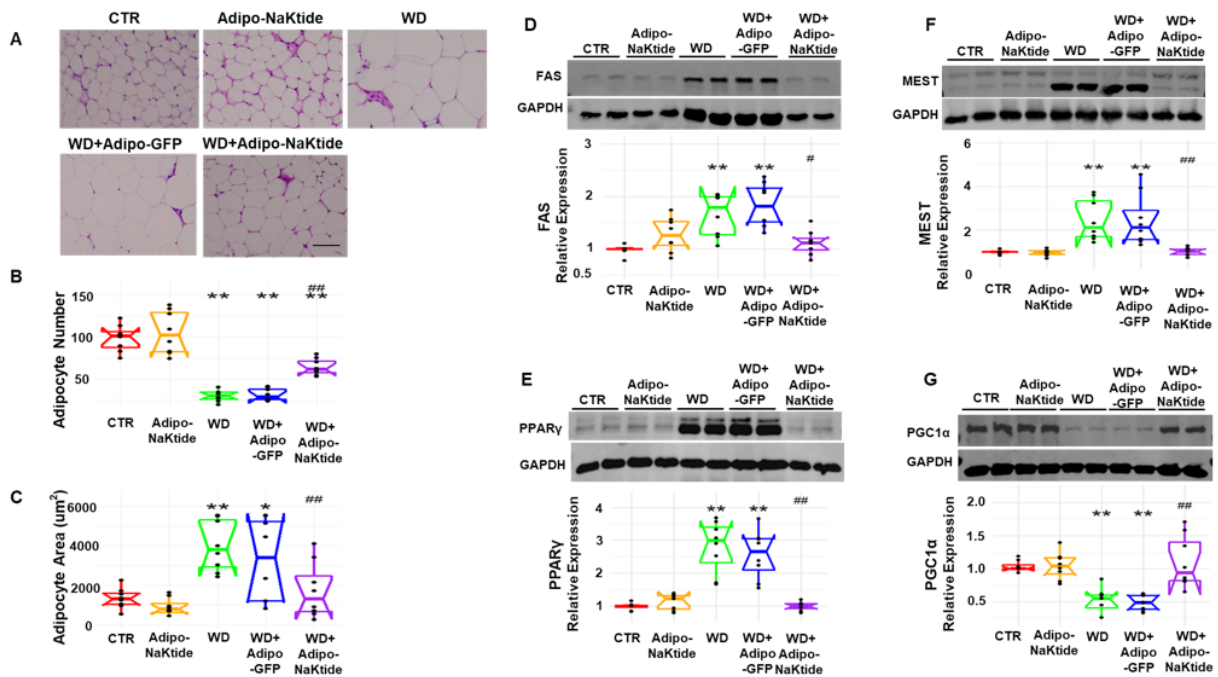 A
CTR
Adipo-NaKtide
WD
WD+Adipo-GFP
WD+Adipo-NaKtide
B
Adipocyte Number
150
100
50
**
**
##
**
CTR
Adipo-
NaKtide
WD
WD+
Adipo
-GFP
WD+
Adipo-
NaKtide
C
Adipocyte Area (um²)
6000
4000
2000
0
**
*
##
CTR
Adipo-
NaKtide
WD
WD+
Adipo
-GFP
WD+
Adipo-
NaKtide
D
CTR
Adipo-
NaKtide
WD
WD+
Adipo
-GFP
WD+
Adipo-
NaKtide
FAS
GAPDH
FAS
Relative Expression
3
2
1
0.5
**
**
#
CTR
Adipo-
NaKtide
WD
WD+
Adipo
-GFP
WD+
Adipo-
NaKtide
E
CTR
Adipo-
NaKtide
WD
WD+
Adipo
-GFP
WD+
Adipo-
NaKtide
PPARγ
GAPDH
PPARγ
Relative Expression
4
3
2
1
**
**
##
CTR
Adipo-
NaKtide
WD
WD+
Adipo
-GFP
WD+
Adipo-NaKtide
F
CTR
Adipo-
NaKtide
WD
WD+
Adipo
-GFP
WD+
Adipo-
NaKtide
MEST
GAPDH
MEST
Relative Expression
6
4
2
0
**
**
##
CTR
Adipo-
NaKtide
WD
WD+
Adipo
-GFP
WD+
Adipo-NaKtide
G
CTR
Adipo-
NaKtide
WD
WD+
Adipo
-GFP
WD+
Adipo-
NaKtide
PGC1α
GAPDH
PGC1α
Relative Expression
2.0
1.5
1.0
0.5
**
**
##
CTR
Adipo-
NaKtide
WD
WD+
Adipo
-GFP
WD+
Adipo-
NaKtide